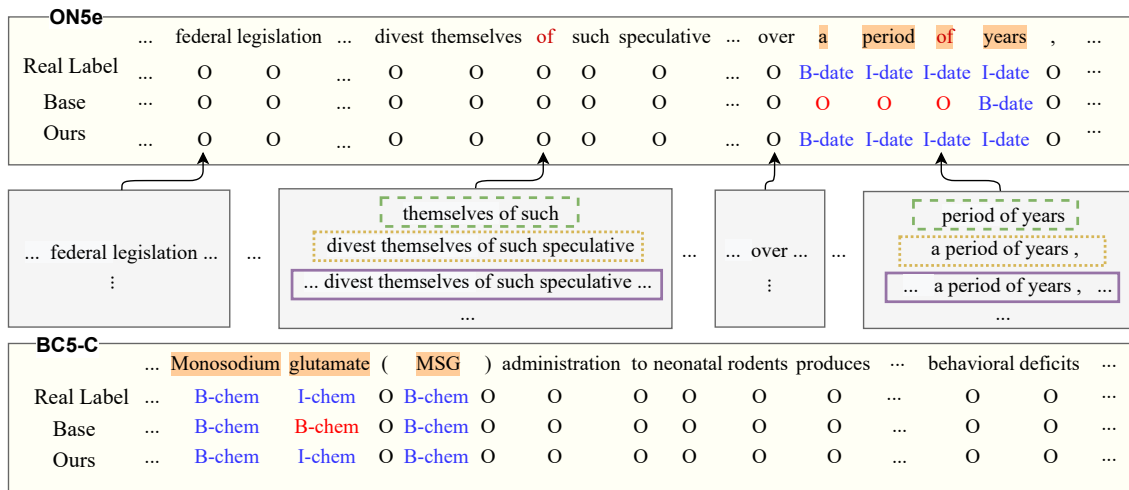 ON5e
... federal legislation ... divest themselves of such speculative ... over a period of years , ...
Real Label ... O O ... O O O O O ... O B-date I-date I-date I-date O ...
Base ... O O ... O O O O O ... O O O O B-date O ...
Ours ... O O ... O O O O O ... O B-date I-date I-date I-date O ...
themselves of such
period of years
divest themselves of such speculative
a period of years ,
... federal legislation ... ... ... over ... ...
⋮ ... divest themselves of such speculative ... ⋮ ... a period of years , ...
... ...
BC5-C
... Monosodium glutamate ( MSG ) administration to neonatal rodents produces ... behavioral deficits ...
Real Label ... B-chem I-chem O B-chem O O O O O O ... O O ...
Base ... B-chem B-chem O B-chem O O O O O O ... O O ...
Ours ... B-chem I-chem O B-chem O O O O O O ... O O ...